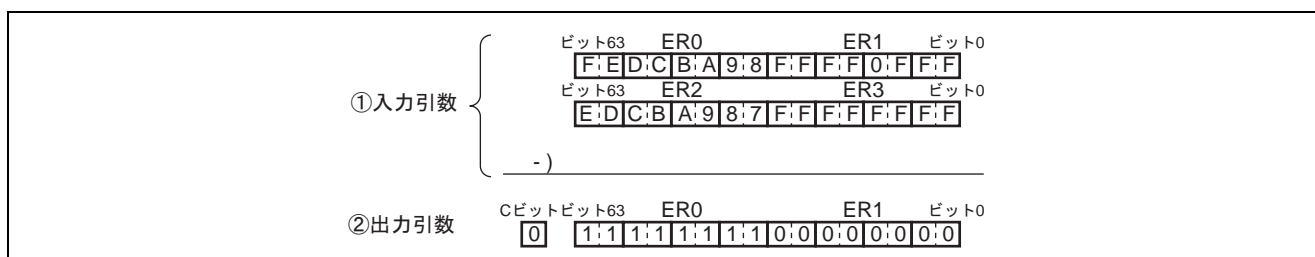 ビット63 ER0 ER1 ビット0
F E D C B A 9 8 F F F F 0 F F F
①入力引数
ビット63 ER2 ER3 ビット0
E D C B A 9 8 7 F F F F F F F F
- )
②出力引数
Cビット ビット63 ER0 ER1 ビット0
0 1 1 1 1 1 1 1 1 0 0 0 0 0 0 0 0